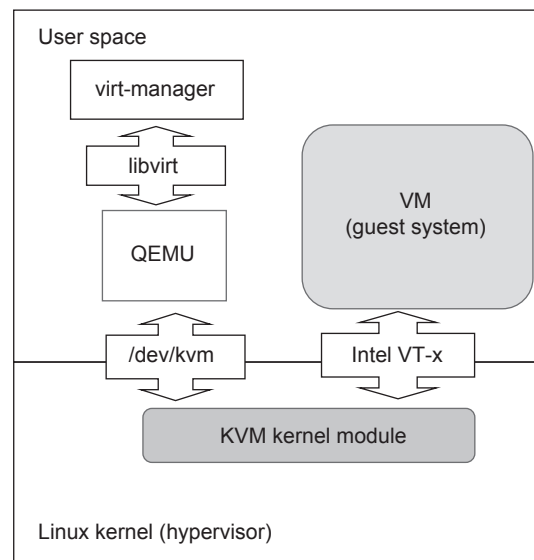 User space
virt-manager
libvirt
QEMU
VM
(guest system)
/dev/kvm
Intel VT-x
KVM kernel module
Linux kernel (hypervisor)